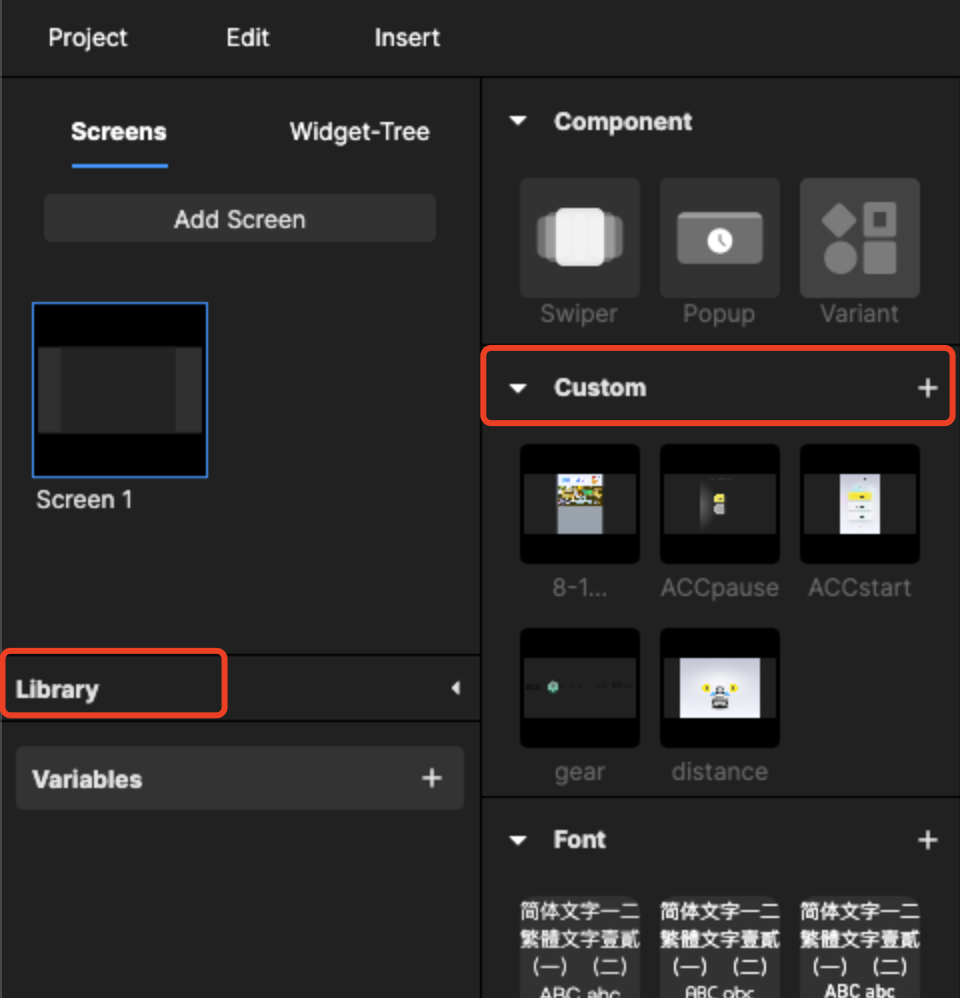 Project
Edit
Insert
Screens
Widget-Tree
Add Screen
Screen 1
Library
Variables
Component
Swiper
Popup
Variant
Custom
8-1...
ACCpause
ACCstart
gear
distance
Font
简体文字一二
繁體文字壹貳
(一) (二)
ABC abc
简体文字一二
繁體文字壹貳
(一) (二)
ABC abc
简体文字一二
繁體文字壹貳
(一) (二)
ABC abc